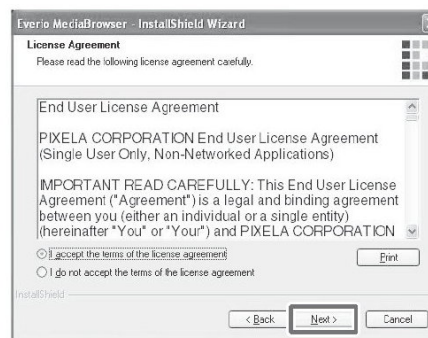 Everio MediaBrowser - InstallShield Wizard
License Agreement
Please read the following license agreement carefully.
End User License Agreement
PIXELA CORPORATION End User License Agreement
(Single User Only, Non-Networked Applications)
IMPORTANT READ CAREFULLY: This End User License
Agreement ("Agreement") is a legal and binding agreement
between you (either an individual or a single entity)
(hereinafter "You" or "Your") and PIXELA CORPORATION
I accept the terms of the license agreement
Print
I do not accept the terms of the license agreement
InstallShield
< Back Next > Cancel